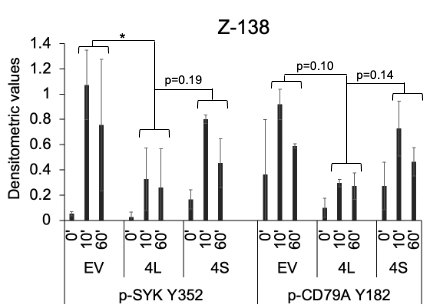 Z-138
Densitometric values
1.4
1.2
1
0.8
0.6
0.4
0.2
0
*
p=0.19
p=0.10
p=0.14
0' 10' 60' 0' 10' 60' 0' 10' 60' 0' 10' 60' 0' 10' 60' 0' 10' 60'
EV 4L 4S EV 4L 4S
p-SYK Y352 p-CD79A Y182